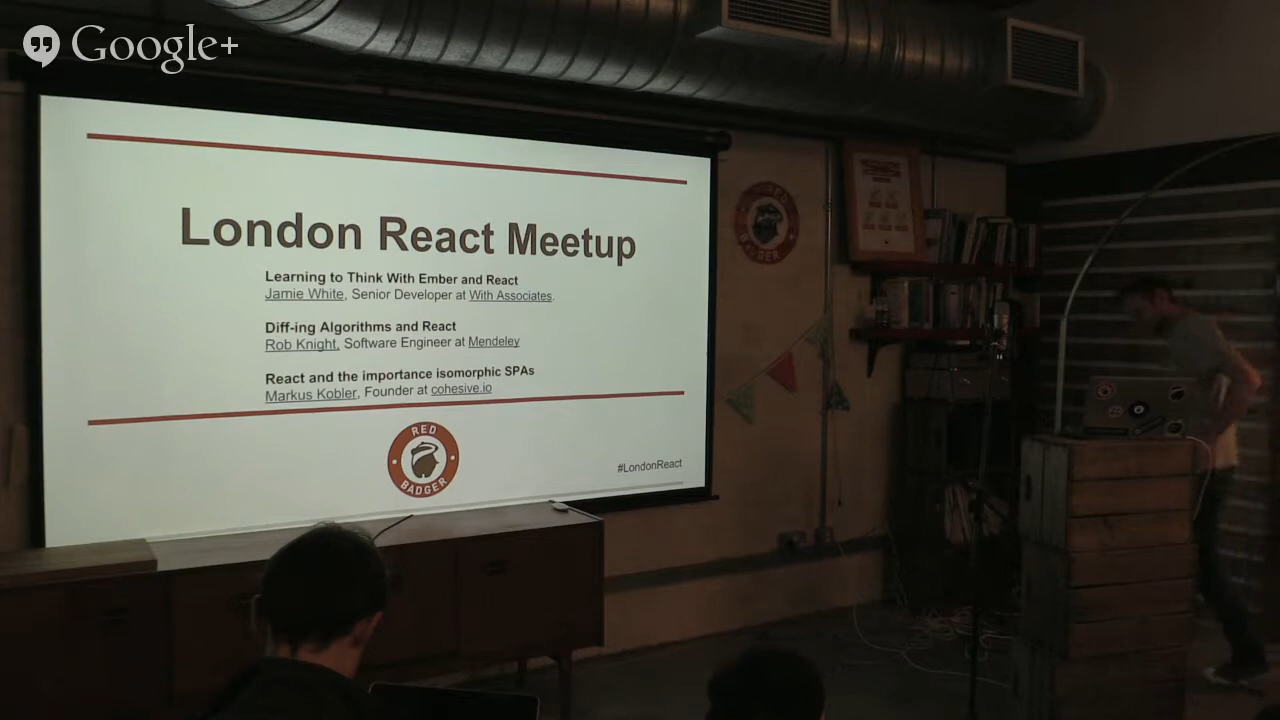 Google+
London React Meetup
Learning to Think With Ember and React
Jamie White, Senior Developer at With Associates.
Diff-ing Algorithms and React
Rob Knight, Software Engineer at Mendeley
React and the importance isomorphic SPAs
Markus Kobler, Founder at cohesive.io
RED
BADGER
#LondonReact
BADGER